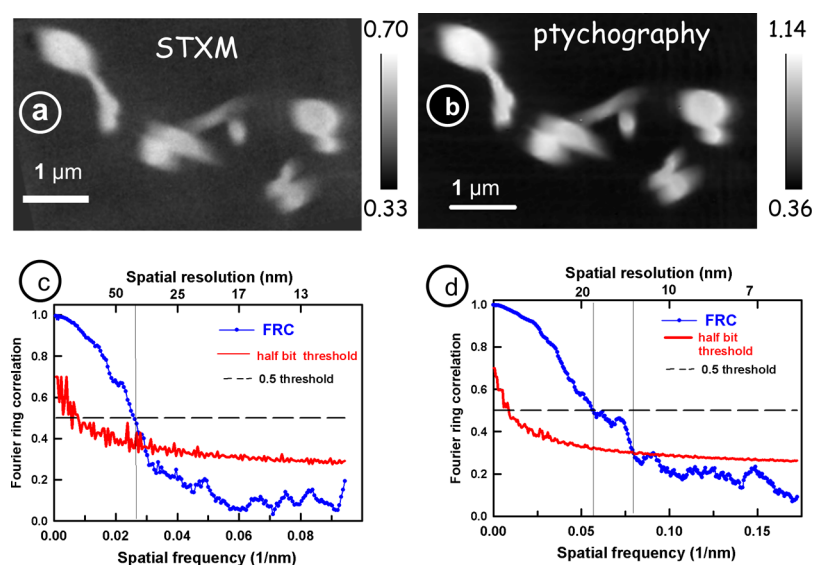 STXM
0.70
a
1 µm
0.33
ptychography
1.14
b
1 µm
0.36
c
Spatial resolution (nm)
50 25 17 13
1.0
0.8
0.6
0.4
0.2
0.0
Fourier ring correlation
FRC
half bit threshold
0.5 threshold
0.00 0.02 0.04 0.06 0.08
Spatial frequency (1/nm)
d
Spatial resolution (nm)
20 10 7
1.0
0.8
0.6
0.4
0.2
0.0
Fourier ring correlation
FRC
half bit
threshold
0.5 threshold
0.00 0.05 0.10 0.15
Spatial frequency (1/nm)